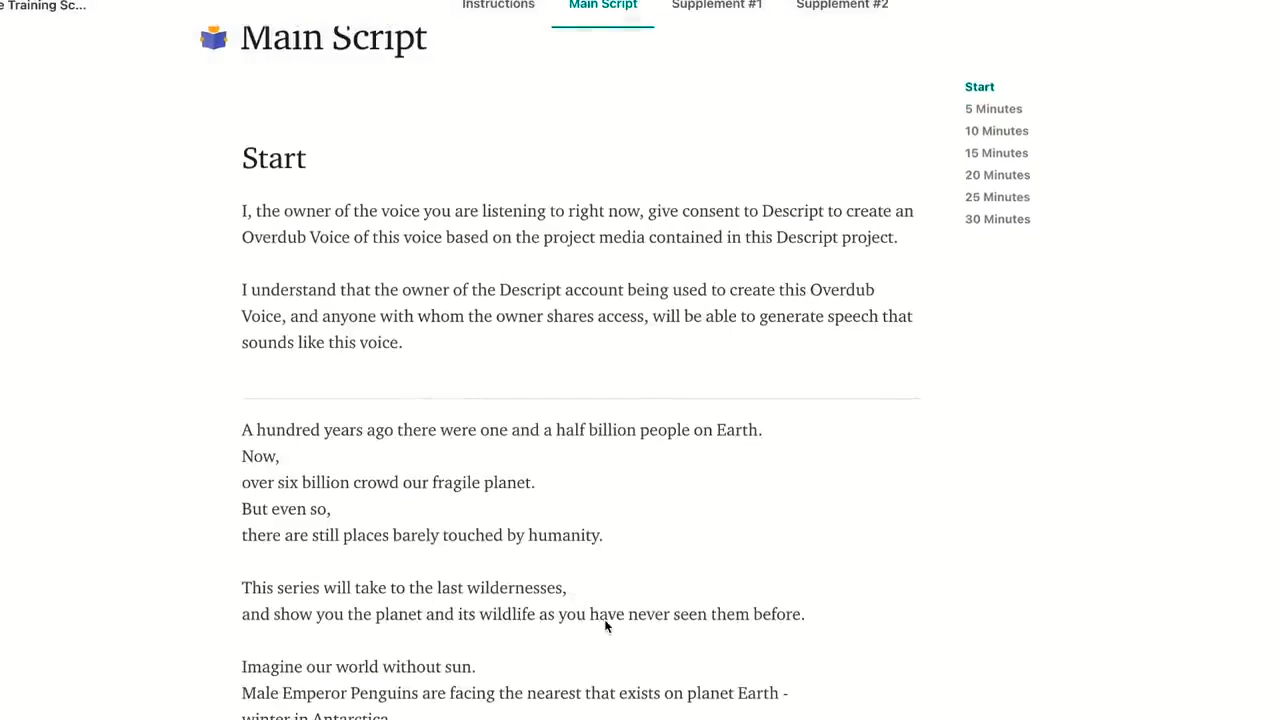 e Training Sc...
Instructions
Main Script
Supplement #1
Supplement #2
Main Script
Start
5 Minutes
10 Minutes
15 Minutes
20 Minutes
25 Minutes
30 Minutes
Start
I, the owner of the voice you are listening to right now, give consent to Descript to create an
Overdub Voice of this voice based on the project media contained in this Descript project.
I understand that the owner of the Descript account being used to create this Overdub
Voice, and anyone with whom the owner shares access, will be able to generate speech that
sounds like this voice.
A hundred years ago there were one and a half billion people on Earth.
Now,
over six billion crowd our fragile planet.
But even so,
there are still places barely touched by humanity.
This series will take to the last wildernesses,
and show you the planet and its wildlife as you have never seen them before.
Imagine our world without sun.
Male Emperor Penguins are facing the nearest that exists on planet Earth -
winter in Antarctica